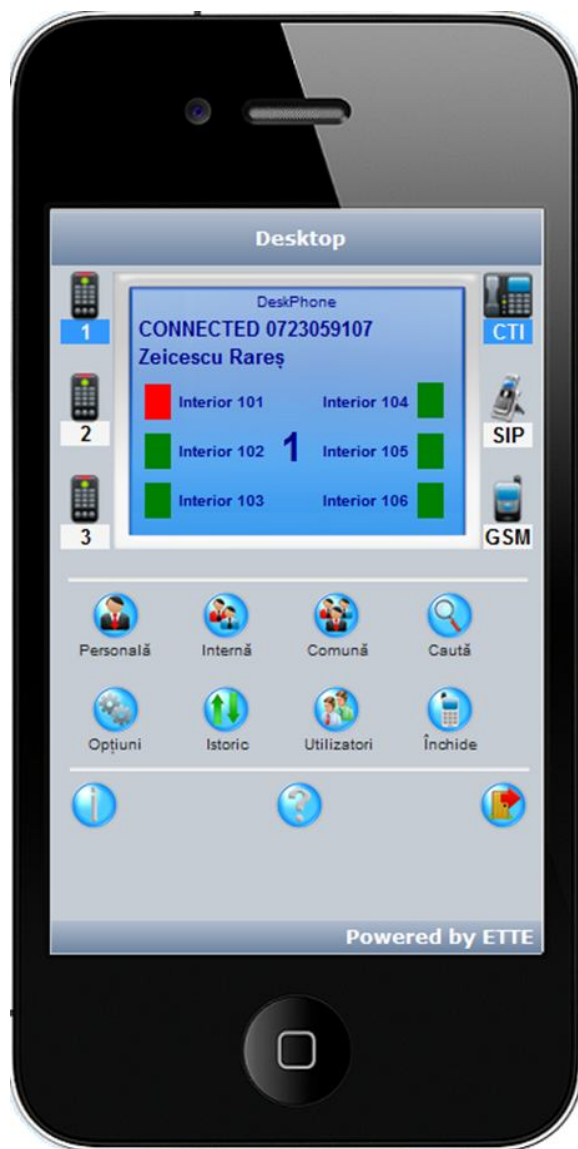 Desktop
DeskPhone
CONNECTED 0723059107
Zeicescu Rareș
1
CTI
Interior 101
Interior 104
2
Interior 102
1
Interior 105
SIP
Interior 103
Interior 106
3
GSM
Personală
Internă
Comună
Caută
Opțiuni
Istoric
Utilizatori
Închide
i
?
Powered by ETTE